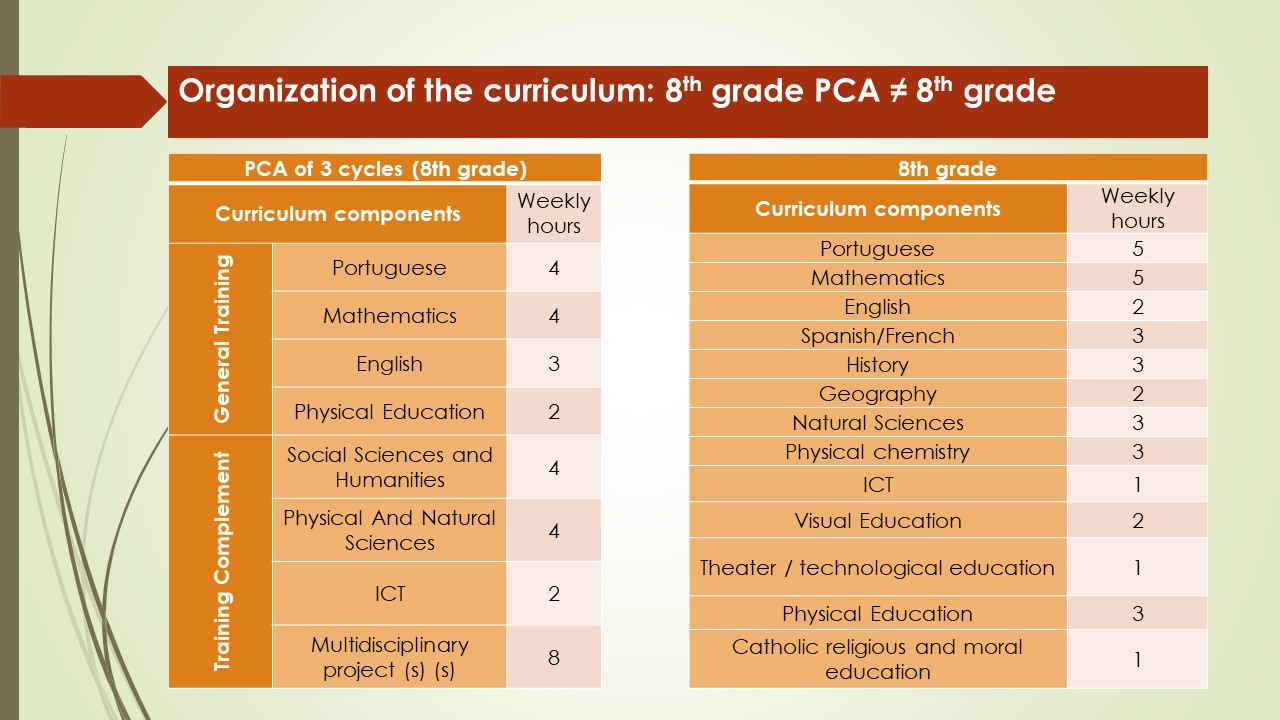 Organization of the curriculum: 8th grade PCA ≠ 8th grade
PCA of 3 cycles (8th grade)
Curriculum components
Weekly
hours
General Training
Portuguese 4
Mathematics 4
English 3
Physical Education 2
Training Complement
Social Sciences and
Humanities 4
Physical And Natural
Sciences 4
ICT 2
Multidisciplinary
project (s) (s) 8
8th grade
Curriculum components
Weekly
hours
Portuguese 5
Mathematics 5
English 2
Spanish/French 3
History 3
Geography 2
Natural Sciences 3
Physical chemistry 3
ICT 1
Visual Education 2
Theater / technological education 1
Physical Education 3
Catholic religious and moral
education 1